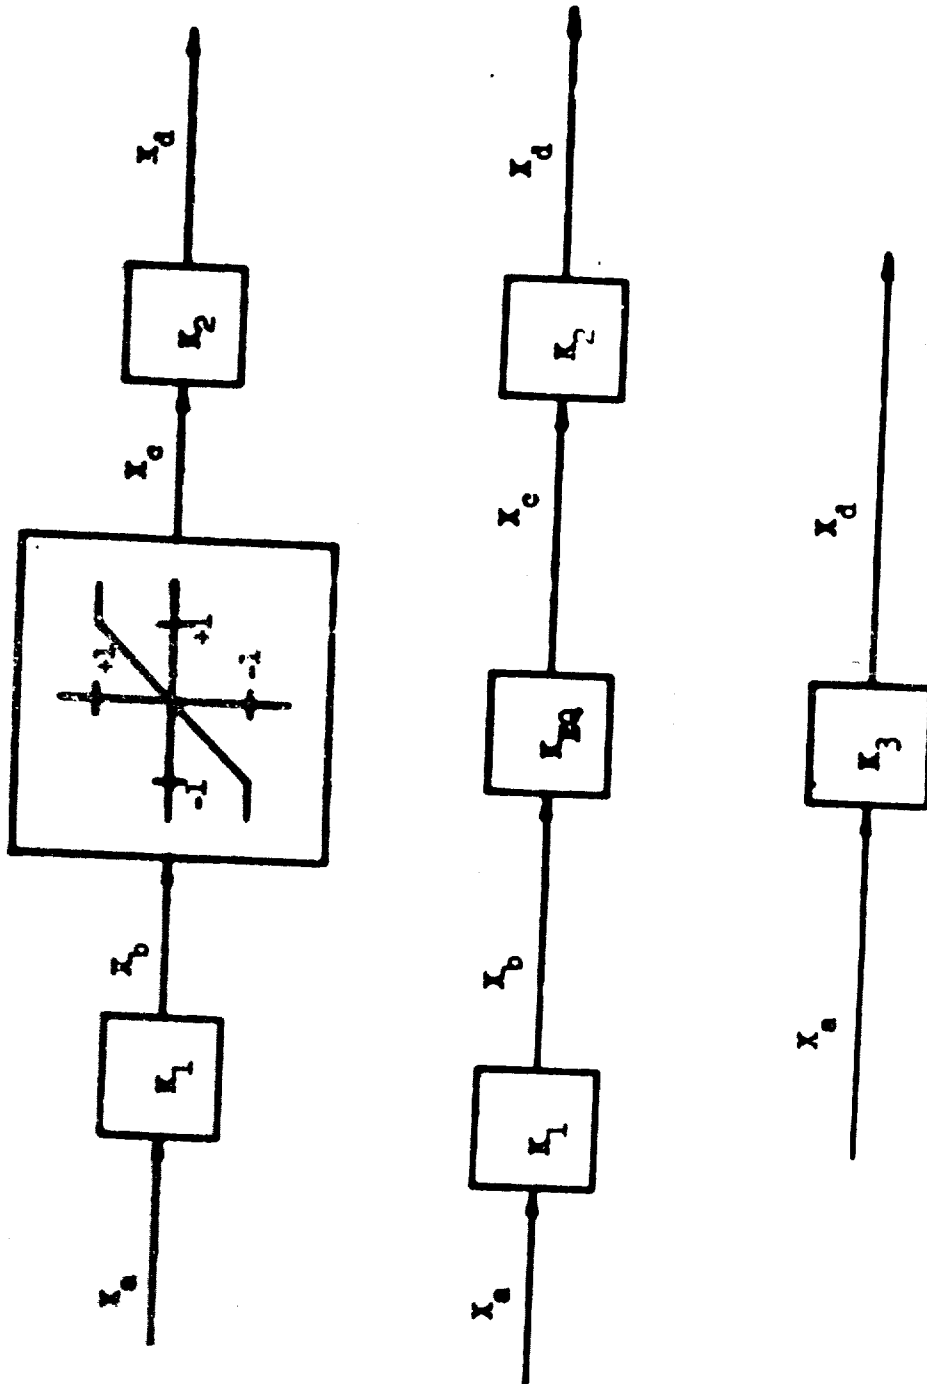 X_a K_1 X_b X_c K_2 X_d
+1
-1 +1
-1
X_a K_1 X_b K_EQ X_c K_2 X_d
X_a K_3 X_d